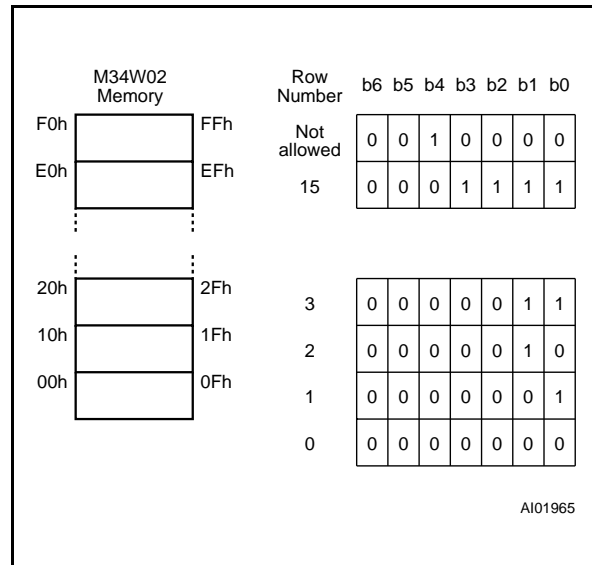 M34W02
Memory
Row
Number
b6 b5 b4 b3 b2 b1 b0
F0h FFh
Not
allowed
0 0 1 0 0 0 0
E0h EFh
15 0 0 0 1 1 1 1
20h 2Fh
3 0 0 0 0 0 1 1
10h 1Fh
2 0 0 0 0 0 1 0
00h 0Fh
1 0 0 0 0 0 0 1
0 0 0 0 0 0 0 0
AI01965